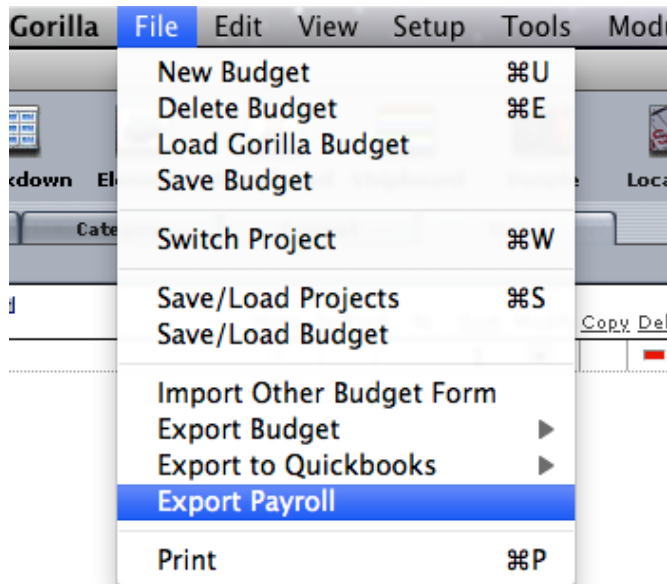 Gorilla File Edit View Setup Tools
New Budget ⌘U
Delete Budget ⌘E
Load Gorilla Budget
Save Budget
Switch Project ⌘W
Save/Load Projects ⌘S
Save/Load Budget
Copy Del
Import Other Budget Form
Export Budget
Export to Quickbooks
Export Payroll
Print ⌘P